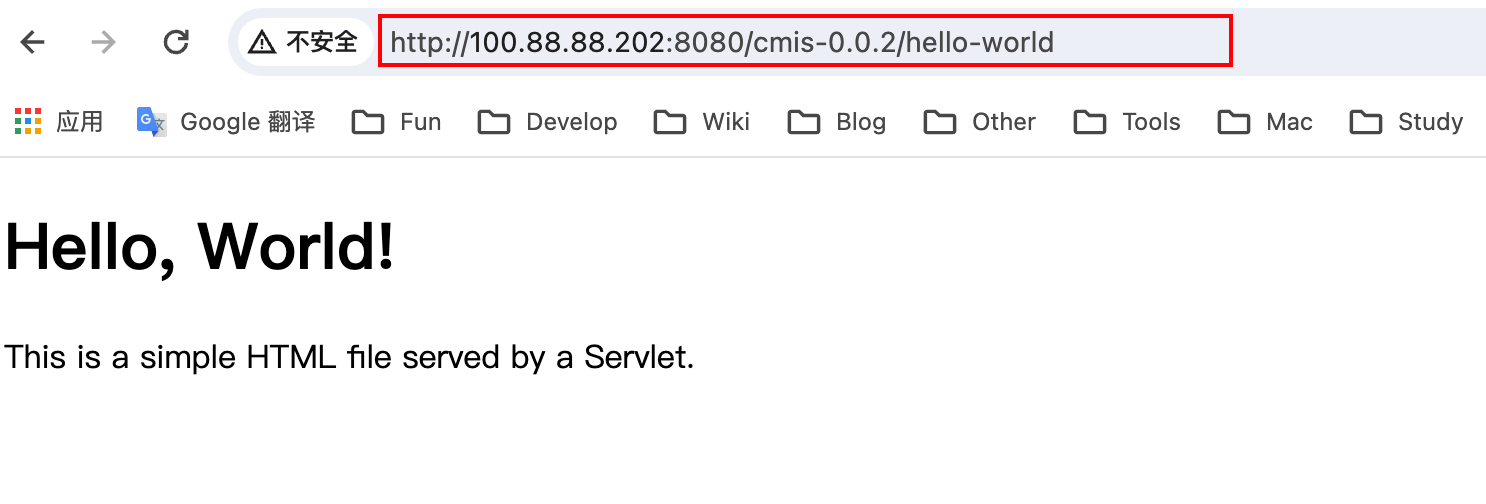 不安全 http://100.88.88.202:8080/cmis-0.0.2/hello-world
应用 Google 翻译 Fun Develop Wiki Blog Other Tools Mac Study
Hello, World!
This is a simple HTML file served by a Servlet.